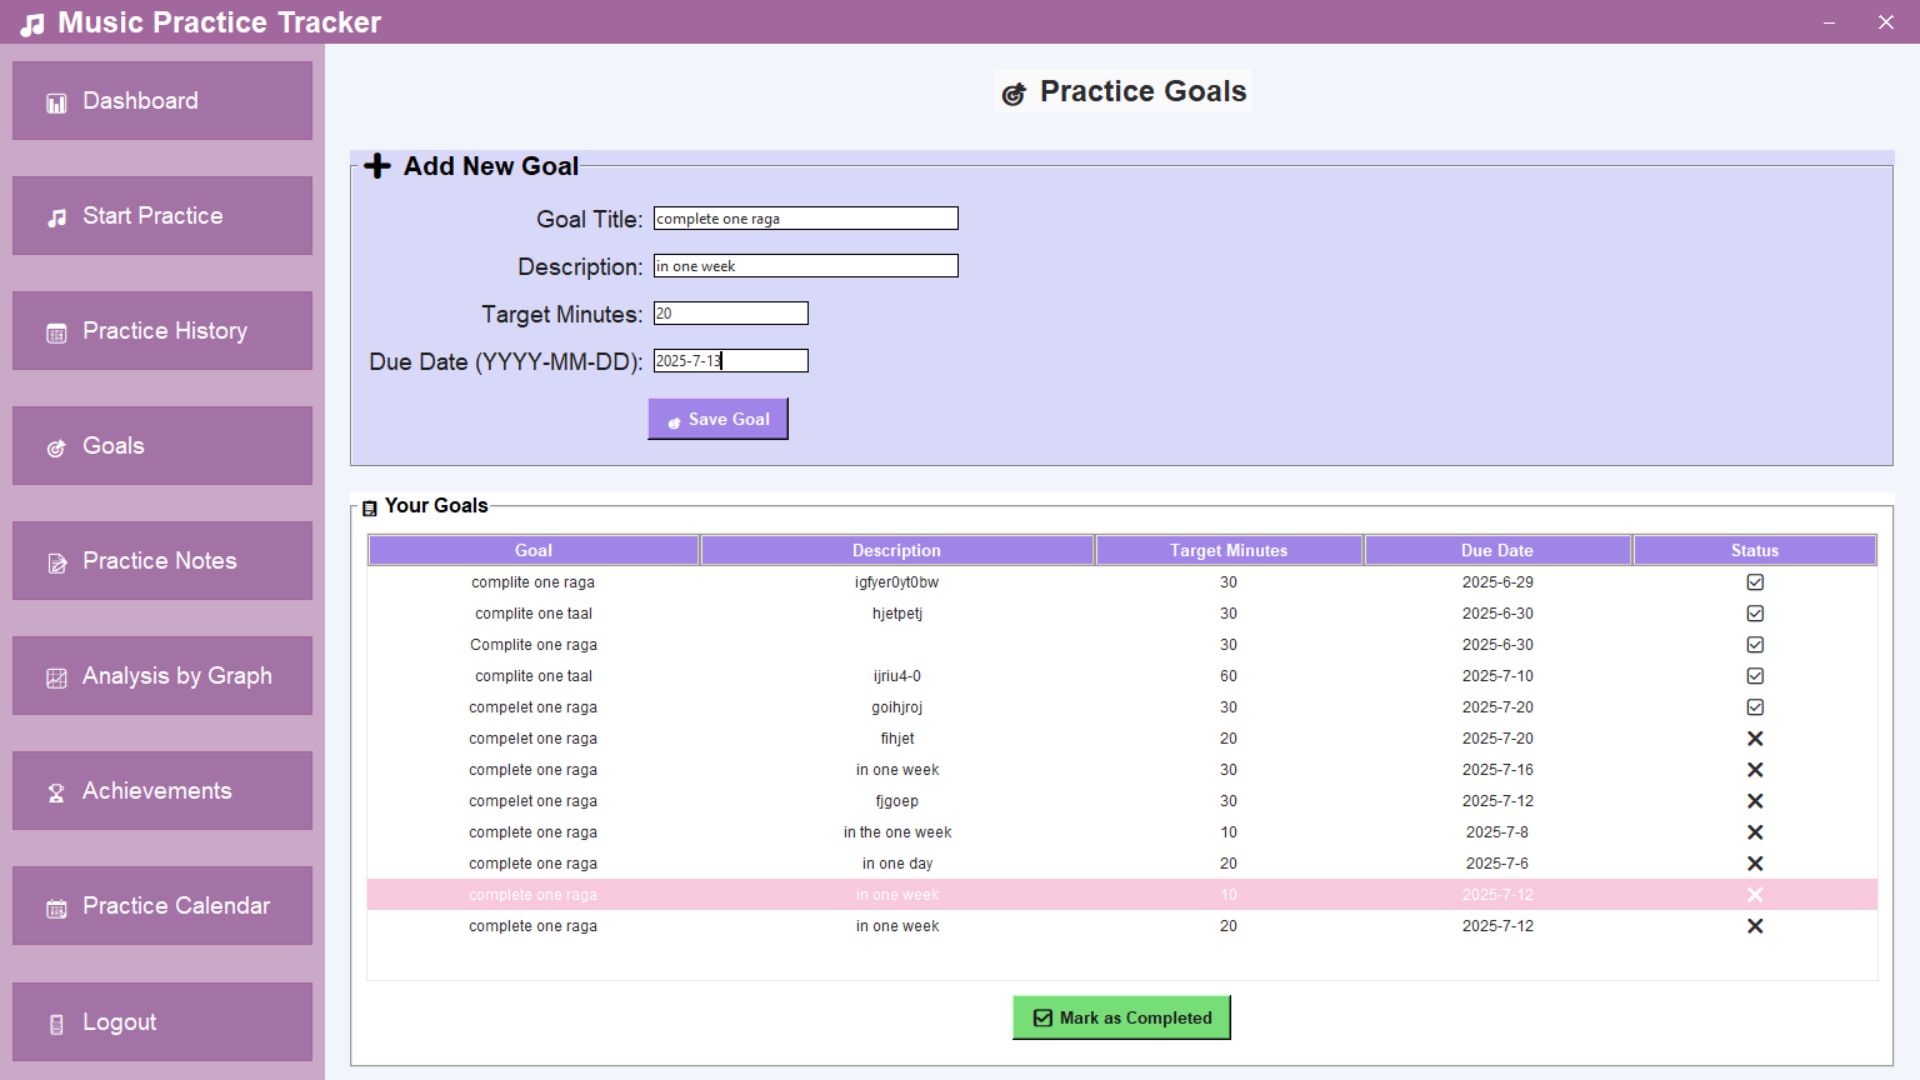 Music Practice Tracker
Dashboard
Start Practice
Practice History
Goals
Practice Notes
Analysis by Graph
Achievements
Practice Calendar
Logout
Practice Goals
Add New Goal
Goal Title: complete one raga
Description: in one week
Target Minutes: 20
Due Date (YYYY-MM-DD): 2025-7-13
Save Goal
Your Goals
Goal Description Target Minutes Due Date Status
complite one raga igfyer0yt0bw 30 2025-6-29
complite one taal hjetpetj 30 2025-6-30
Complite one raga 30 2025-6-30
complite one taal ijriu4-0 60 2025-7-10
compelet one raga goihjroj 30 2025-7-20
compelet one raga fihjet 20 2025-7-20
complete one raga in one week 30 2025-7-16
compelet one raga fjgoep 30 2025-7-12
complete one raga in the one week 10 2025-7-8
complete one raga in one day 20 2025-7-6
complete one raga in one week 10 2025-7-12
complete one raga in one week 20 2025-7-12
Mark as Completed